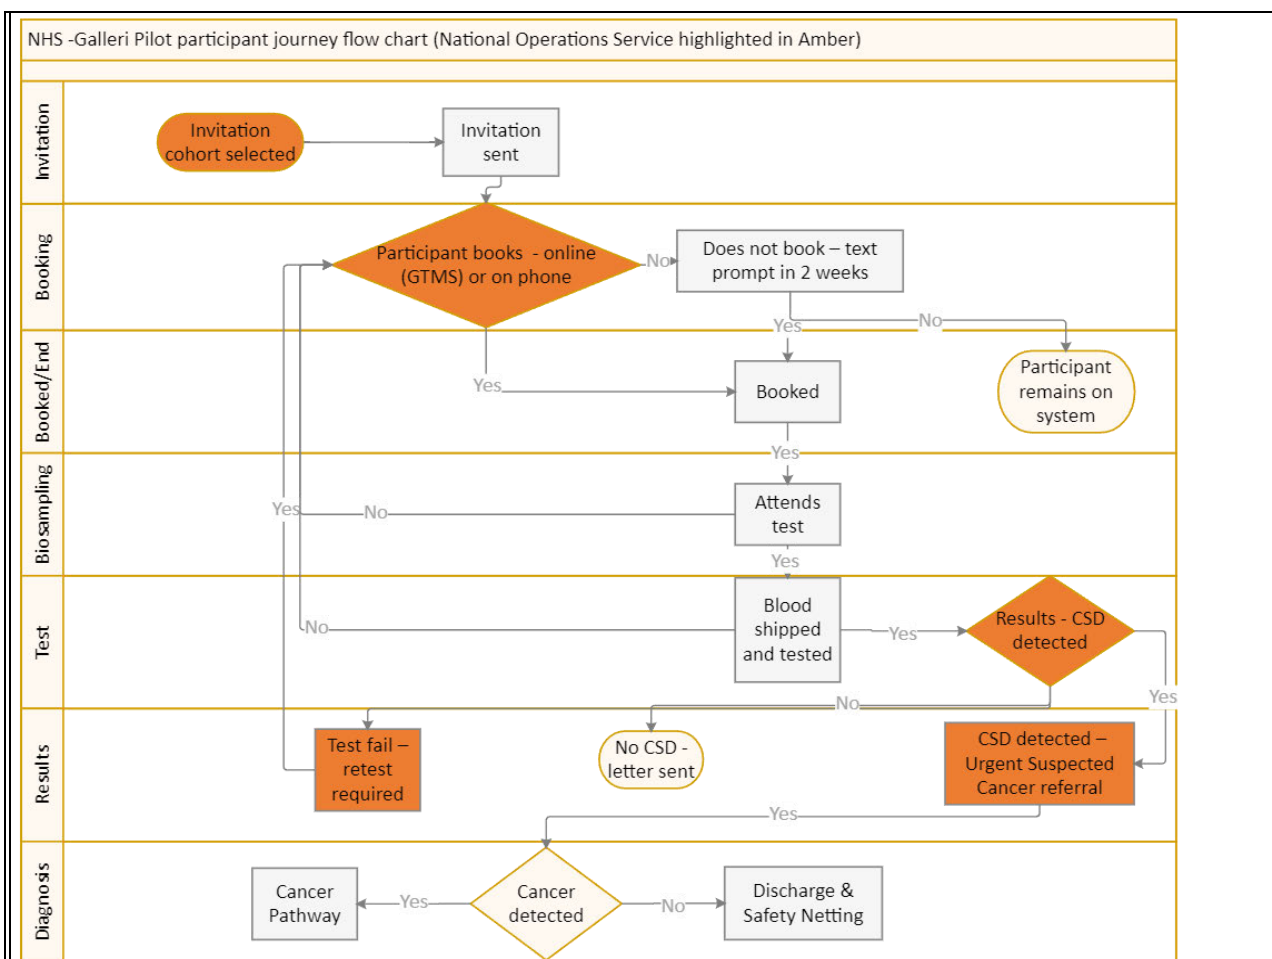 NHS -Galleri Pilot participant journey flow chart (National Operations Service highlighted in Amber)
Invitation
Invitation
cohort selected
Invitation
sent
Booking
Participant books  - online
(GTMS) or on phone
No
Does not book – text
prompt in 2 weeks
Yes
No
Booked/End
Yes
Booked
Participant
remains on
system
Yes
Biosampling
Yes
No
Attends
test
Yes
Test
No
Blood
shipped
and tested
Yes
Results - CSD
detected
Yes
No
Results
Test fail –
retest
required
No CSD -
letter sent
CSD detected –
Urgent Suspected
Cancer referral
Yes
Diagnosis
Cancer
Pathway
Yes
Cancer
detected
No
Discharge &
Safety Netting